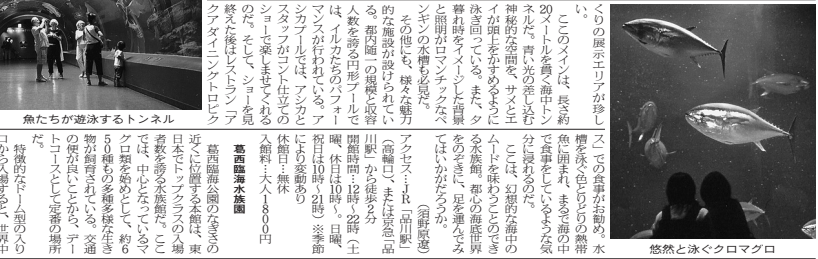 くりの展示エリアが珍し
い。
　ここのメインは、長さ約
20メートルを貫く海中トン
ネルだ。青い光の差し込む
神秘的な空間を、サメとエ
イが頭上をかすめるように
泳ぎ回っている。また、夕
暮れ時をイメージした背景
と照明がロマンチックな、ペ
ンギンの水槽も必見だ。
　その他にも、様々な魅力
的な施設が設けられてい
る。都内随一の規模と収容
人数を誇る円形プールで
は、イルカたちのパフォー
マンスが行われている。ア
シカプールでは、アシカと
スタッフがコント仕立ての
ショーで楽しませてくれる
のだ。そして、ショーを見
終えた後はレストラン「ア
クアダイニングトロピク
ス」での食事がお勧め。水
槽を泳ぐ色とりどりの熱帯
魚に囲まれ、まるで海の中
で食事をしているような気
分に浸れるのだ。
　ここは、幻想的な海中の
ムードを味わうことのでき
る水族館。都心の海底世界
をのぞきに、足を運んでみ
てはいかがだろうか。
（須野原遼）
アクセス…ＪＲ「品川駅」
（高輪口）、または京急「品
川駅」から徒歩2分
開館時間…12時〜22時（土
曜、休日は10時〜。日曜、
祝日は10時〜21時）※季節
により変動あり
休館日…無休
入館料…大人1800円
葛西臨海水族園
　葛西臨海公園のなぎさの
近くに位置する本館は、東
日本でトップクラスの入場
者数を誇る水族館だ。ここ
では、中心となっているマ
グロ類を始めとして、約6
50種もの多種多様な生き
物が飼育されている。交通
の便が良いことから、デー
トコースとして定番の場所
だ。
　特徴的なドーム型の入り
口から入場すると、世界中
魚たちが遊泳するトンネル
悠然と泳ぐクロマグロ